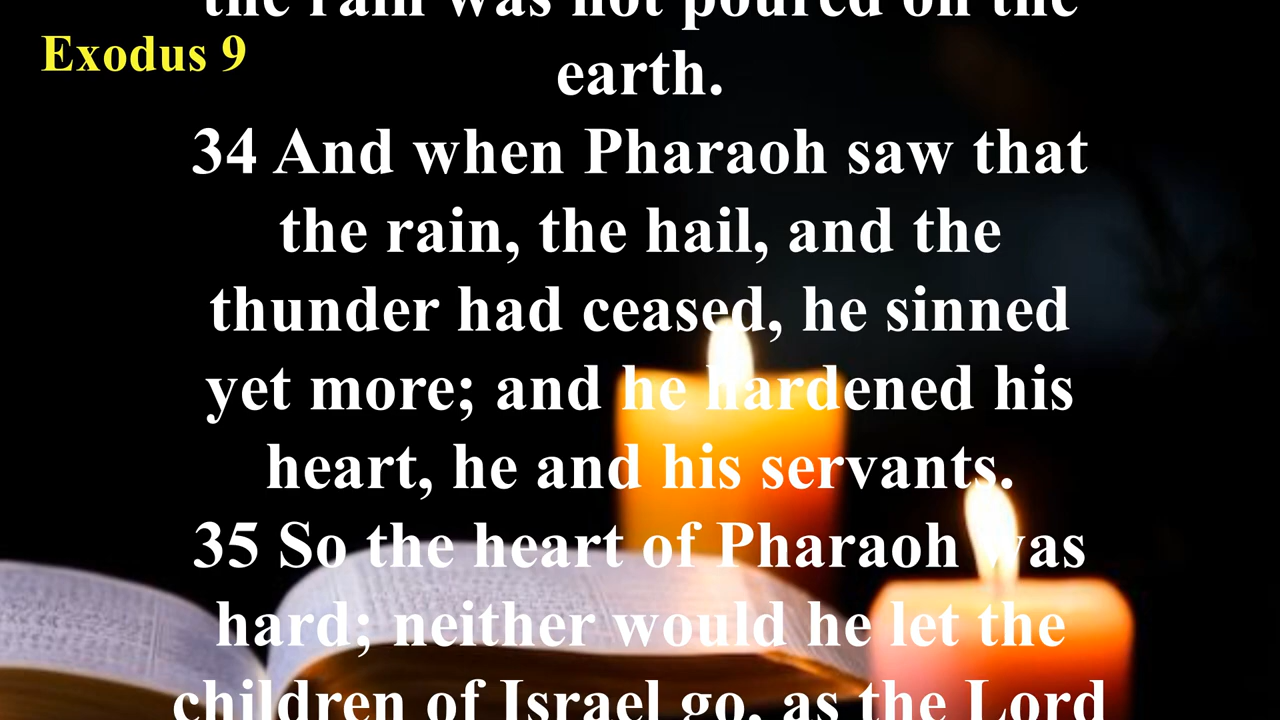 the rain was not poured on the
Exodus 9
earth.
34 And when Pharaoh saw that
the rain, the hail, and the
thunder had ceased, he sinned
yet more; and he hardened his
heart, he and his servants.
35 So the heart of Pharaoh was
hard; neither would he let the
children of Israel go, as the Lord